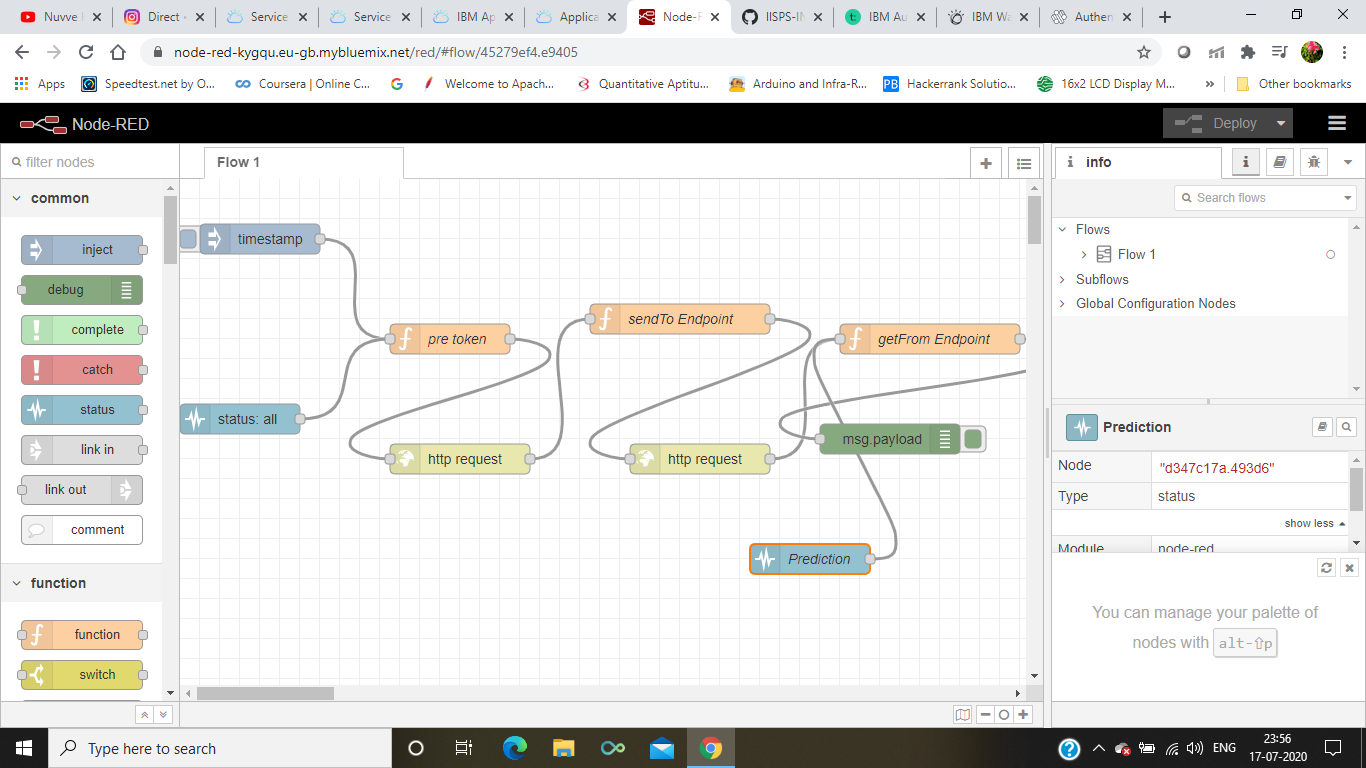 Nuvve
Direct
Service
Service
IBM Ap
Applica
Node-R
IISPS-IN
IBM Au
IBM Wa
Authen
node-red-kygqu.eu-gb.mybluemix.net/red/#flow/45279ef4.e9405
Apps
Speedtest.net by O...
Coursera | Online C...
Welcome to Apach...
Quantitative Aptitu...
Arduino and Infra-R...
PB
Hackerrank Solutio...
16x2 LCD Display M...
»
Other bookmarks
Node-RED
Deploy
filter nodes
Flow 1
info
common
Search flows
inject
timestamp
Flows
Flow 1
debug
Subflows
Global Configuration Nodes
complete
sendTo Endpoint
pre token
getFrom Endpoint
catch
status
status: all
msg.payload
Prediction
link in
http request
http request
Node
"d347c17a.493d6"
link out
Type
status
show less
comment
Module
node-red
Prediction
function
You can manage your palette of
nodes with alt-⇧p
function
switch
Type here to search
ENG
23:56
17-07-2020